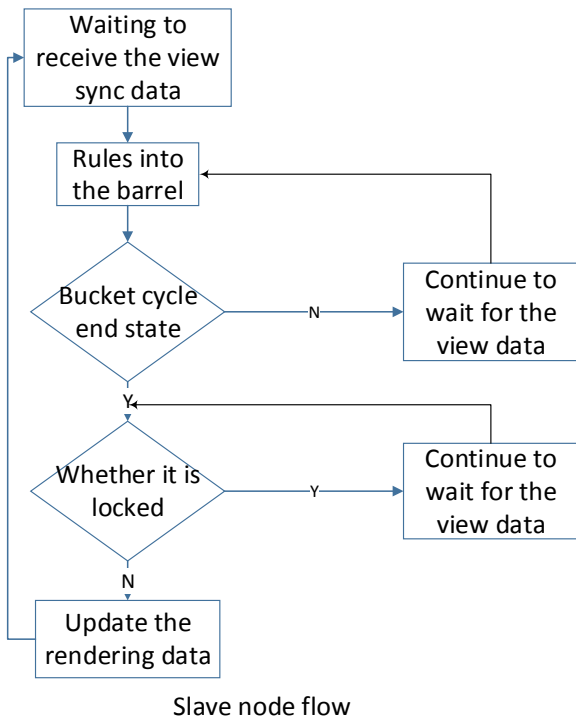 Waiting to
receive the view
sync data
Rules into
the barrel
Bucket cycle
end state
N
Continue to
wait for the
view data
Y
Whether it is
locked
Y
Continue to
wait for the
view data
N
Update the
rendering data
Slave node flow